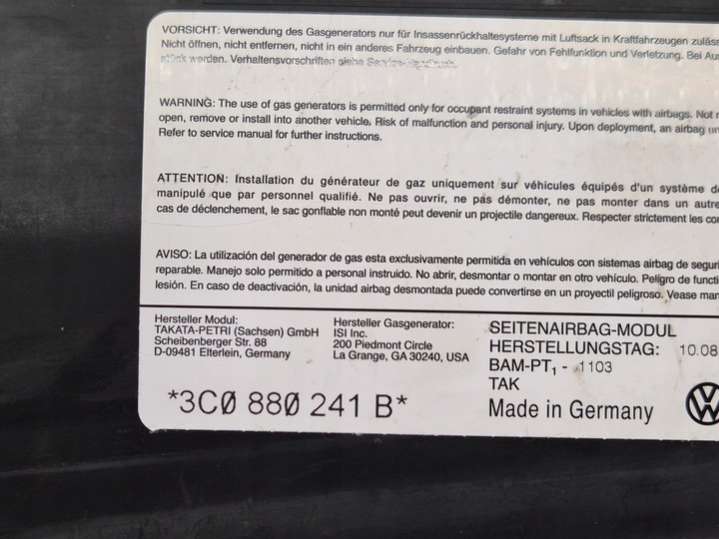 VORSICHT: Verwendung des Gasgenerators nur für Insassenrückhaltesysteme mit Luftsack in Kraftfahrzeugen zuläs
Nicht öffnen, nicht entfernen, nicht in ein anderes Fahrzeug einbauen. Gefahr von Fehlfunktion und Verletzung. Bei Au
werden. Verhaltensvorschriften siehe
WARNING: The use of gas generators is permitted only for occupant restraint systems in vehicles with airbags. Not
open, remove or install into another vehicle. Risk of malfunction and personal injury. Upon deployment, an airbag
Refer to service manual for further instructions.
ATTENTION: Installation du générateur de gaz uniquement sur véhicules équipés d'un système
manipulé que par personnel qualifié. Ne pas ouvrir, ne pas démonter, ne pas monter dans un autre
cas de déclenchement, le sac gonflable non monté peut devenir un projectile dangereux. Respecter strictement les co
AVISO: La utilización del generador de gas esta exclusivamente permitida en vehículos con sistemas airbag de seguri
reparable. Manejo solo permitido a personal instruido. No abrir, desmontar o montar en otro vehículo. Peligro de functi
lesión. En caso de deactivación, la unidad airbag desmontada puede convertirse en un proyectil peligroso. Vease man
Hersteller Modul:
TAKATA-PETRI (Sachsen) GmbH
Scheibenberger Str. 88
D-09481 Elterlein, Germany
Hersteller Gasgenerator:
ISI Inc.
200 Piedmont Circle
La Grange, GA 30240, USA
SEITENAIRBAG-MODUL
HERSTELLUNGSTAG: 10.08
BAM-PT1 - 1103
TAK
Made in Germany
*3C0 880 241 B*
VW